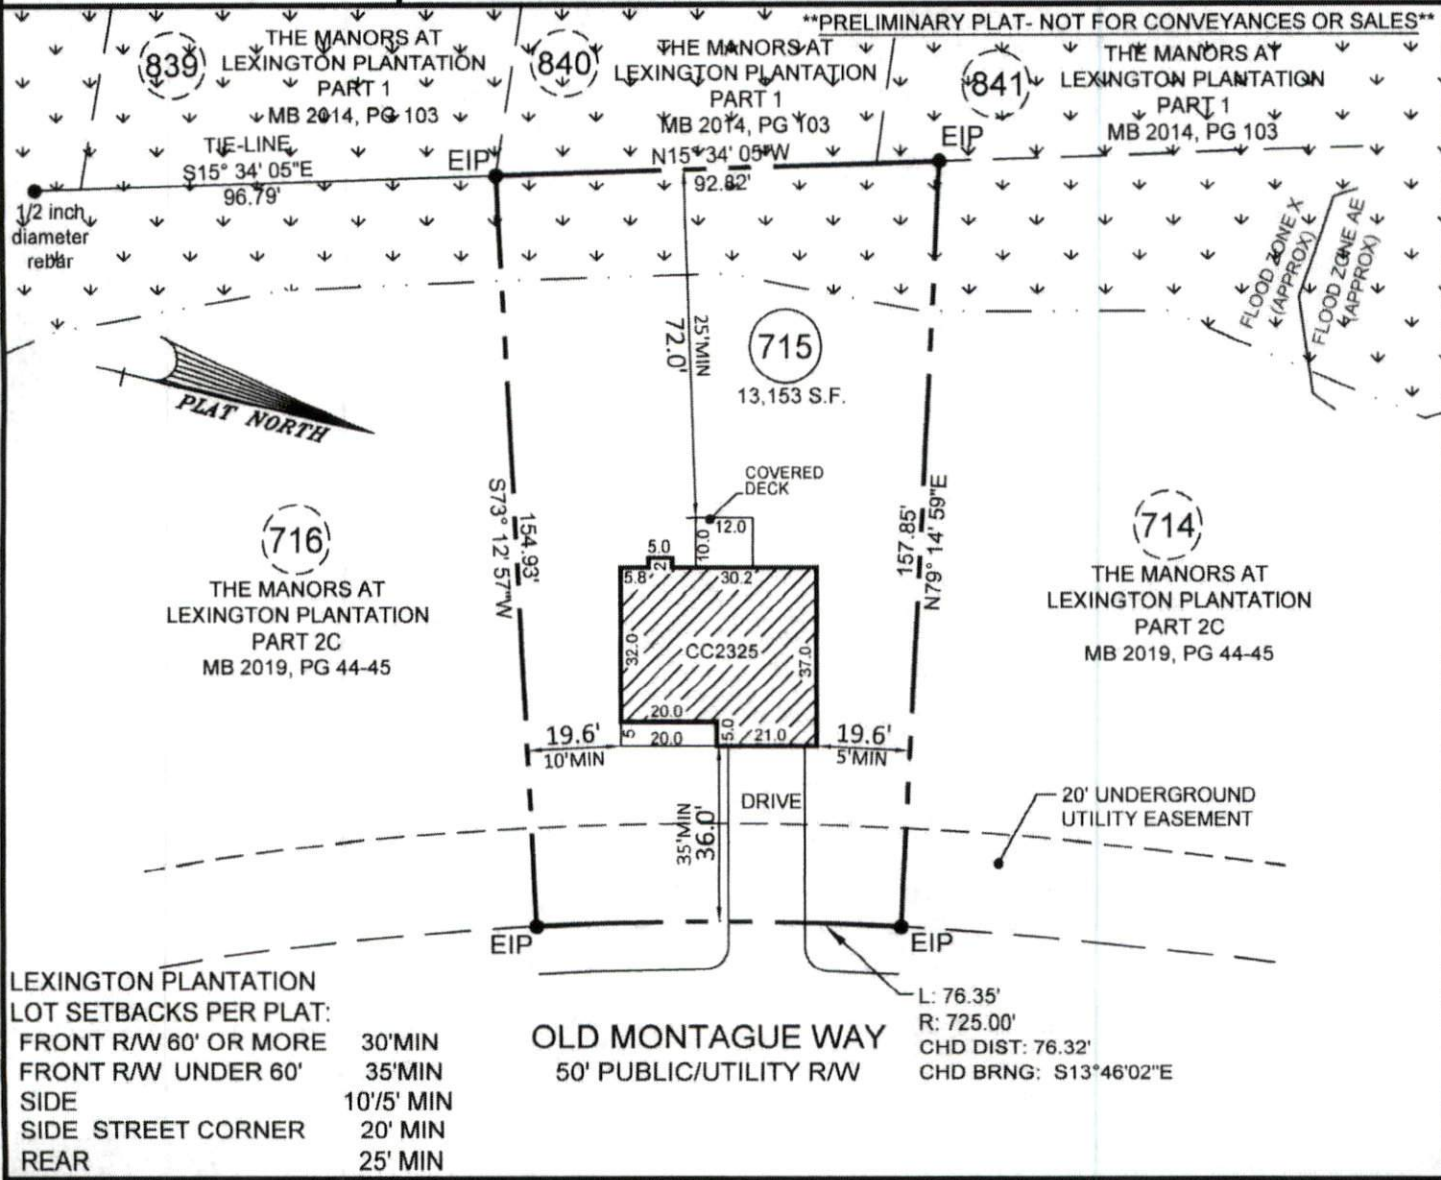 **PRELIMINARY PLAT- NOT FOR CONVEYANCES OR SALES**
839
THE MANORS AT
LEXINGTON PLANTATION
PART 1
MB 2014, PG 103
840
THE MANORS AT
LEXINGTON PLANTATION
PART 1
MB 2014, PG 103
841
THE MANORS AT
LEXINGTON PLANTATION
PART 1
MB 2014, PG 103
TIE-LINE
S15° 34' 05"E
96.79'
EIP
N15° 34' 05"W
92.82'
EIP
1/2 inch
diameter
rebar
FLOOD ZONE X
(APPROX)
FLOOD ZONE AE
(APPROX)
25'MIN
72.0'
715
13,153 S.F.
PLAT NORTH
COVERED
DECK
12.0
10.0
5.0
2
5.8
30.2
S73° 12' 57"W
154.93'
157.85'
N79° 14' 59"E
716
THE MANORS AT
LEXINGTON PLANTATION
PART 2C
MB 2019, PG 44-45
714
THE MANORS AT
LEXINGTON PLANTATION
PART 2C
MB 2019, PG 44-45
32.0
CC2325
37.0
20.0
5
20.0
5.0
21.0
19.6'
10'MIN
19.6'
5'MIN
DRIVE
35'MIN
36.0'
20' UNDERGROUND
UTILITY EASEMENT
EIP
EIP
L: 76.35'
R: 725.00'
CHD DIST: 76.32'
CHD BRNG: S13°46'02"E
OLD MONTAGUE WAY
50' PUBLIC/UTILITY R/W
LEXINGTON PLANTATION
LOT SETBACKS PER PLAT:
FRONT R/W 60' OR MORE 30'MIN
FRONT R/W UNDER 60' 35'MIN
SIDE 10'/5' MIN
SIDE STREET CORNER 20' MIN
REAR 25' MIN